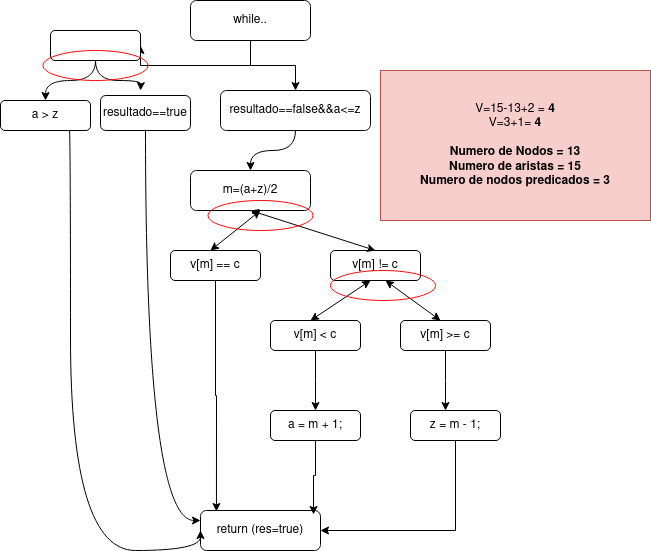 while..
a > z
resultado==true
resultado==false&&a<=z
V=15-13+2 = 4
V=3+1= 4
Numero de Nodos = 13
Numero de aristas = 15
Numero de nodos predicados = 3
m=(a+z)/2
v[m] == c
v[m] != c
v[m] < c
v[m] >= c
a = m + 1;
z = m - 1;
return (res=true)